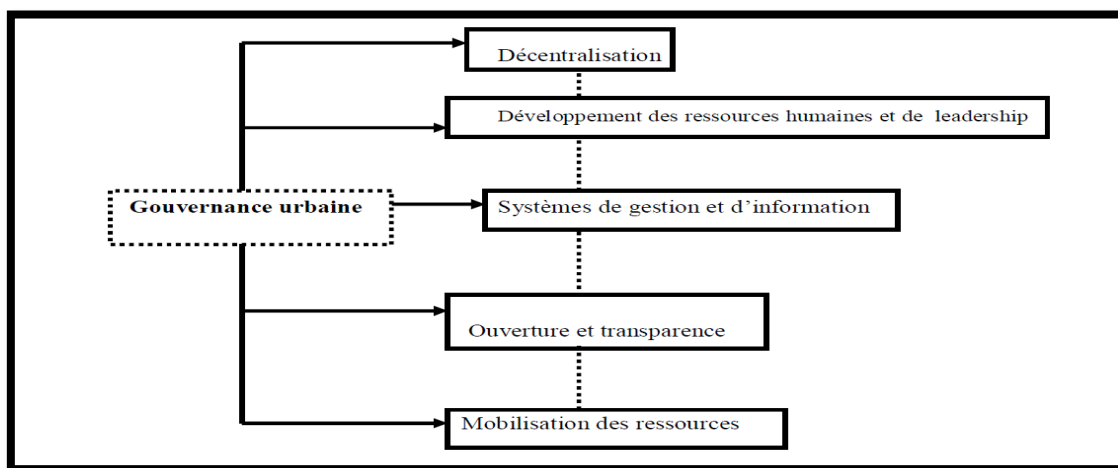 Décentralisation
Développement des ressources humaines et de leadership
Gouvernance urbaine
Systèmes de gestion et d'information
Ouverture et transparence
Mobilisation des ressources